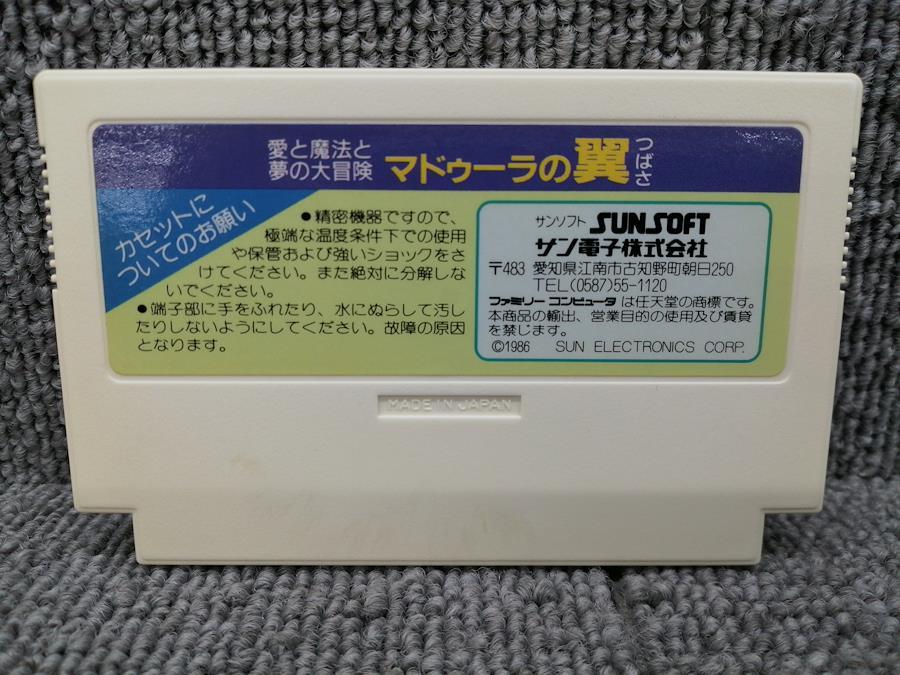 愛と魔法と
夢の大冒険
マドゥーラの翼
つばさ
カセットに
ついてのお願い
●精密機器ですので、
極端な温度条件下での使用
や保管および強いショックをさ
けてください。また絶対に分解しな
いでください。
●端子部に手をふれたり、水にぬらして汚し
たりしないようにしてください。故障の原因
となります。
サンソフト SUNSOFT
サン電子株式会社
〒483 愛知県江南市古知野町朝日250
TEL(0587)55-1120
ファミリー コンピュータ は任天堂の商標です。
本商品の輸出、営業目的の使用及び賃貸
を禁じます。
©1986 SUN ELECTRONICS CORP.
MADE IN JAPAN